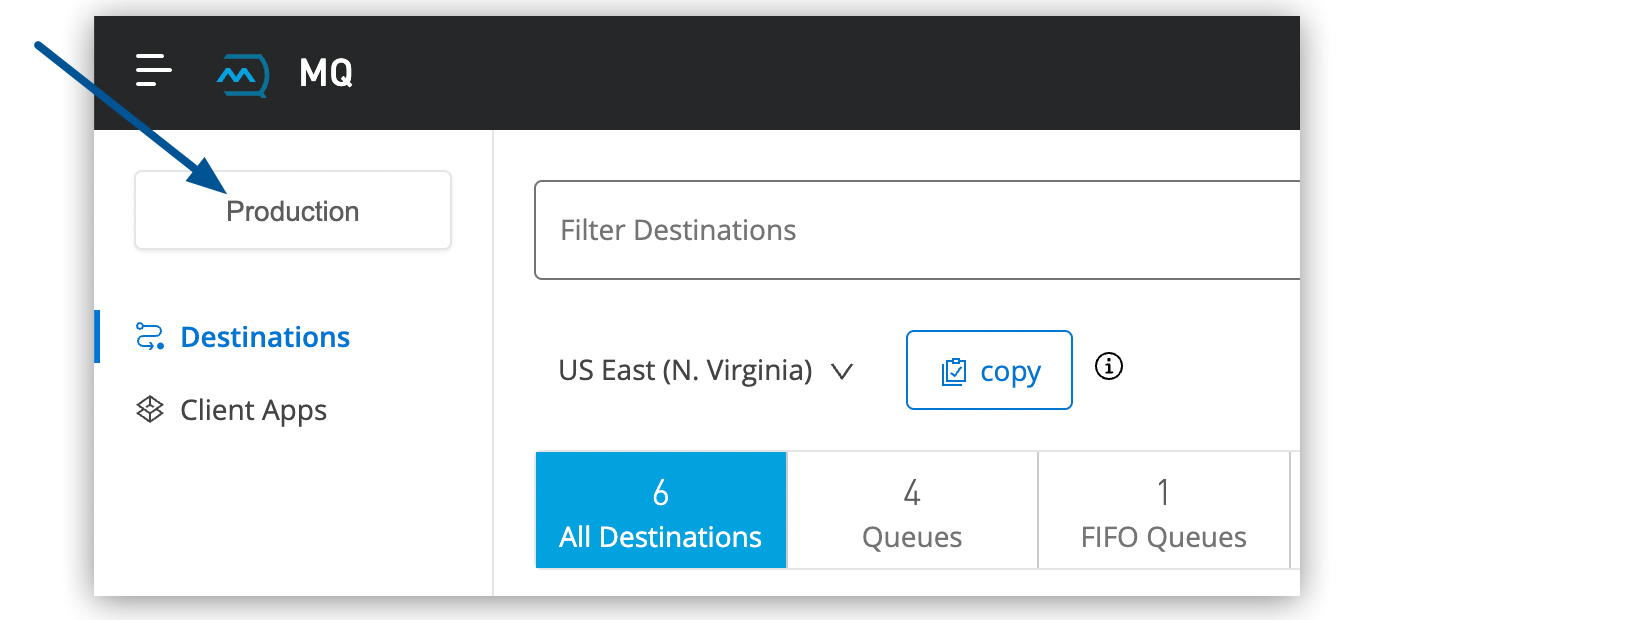 MQ
Production
Destinations
Client Apps
Filter Destinations
US East (N. Virginia)
copy
6
All Destinations
4
Queues
1
FIFO Queues